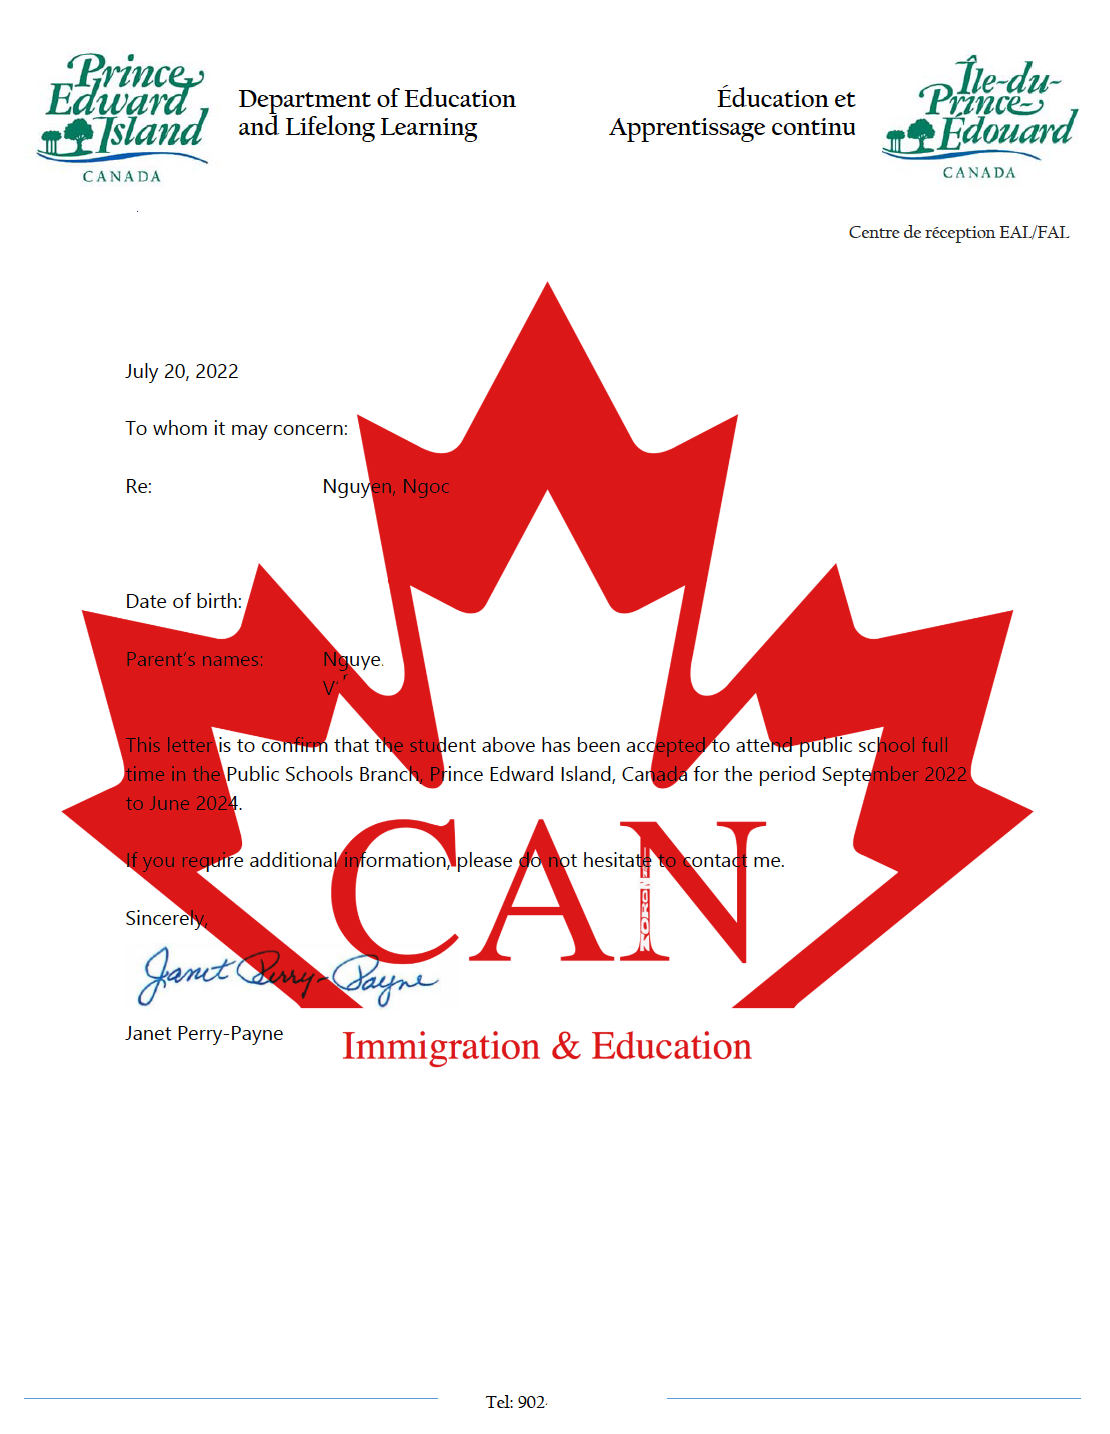 Prince
Edward
Island
CANADA
Department of Education
and Lifelong Learning
Éducation et
Apprentissage continu
Île-du-
Prince-
Édouard
CANADA
Centre de réception EAL/FAL
July 20, 2022
To whom it may concern:
Re: Nguyen, Ngoc
Date of birth:
Parent's names: Nguye
V
This letter is to confirm that the student above has been accepted to attend public school full
time in the Public Schools Branch, Prince Edward Island, Canada for the period September 2022
to June 2024.
If you require additional information, please do not hesitate to contact me.
CAN
Sincerely,
Janet Perry-Payne
Janet Perry-Payne
Immigration & Education
Tel: 902